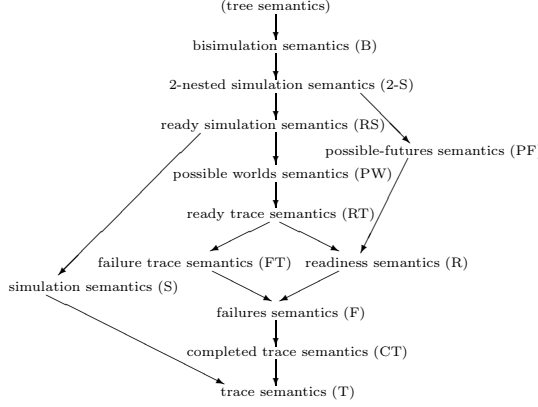 (tree semantics)
bisimulation semantics (B)
2-nested simulation semantics (2-S)
ready simulation semantics (RS)
possible-futures semantics (PF
possible worlds semantics (PW)
ready trace semantics (RT)
failure trace semantics (FT) readiness semantics (R)
simulation semantics (S)
failures semantics (F)
completed trace semantics (CT)
trace semantics (T)